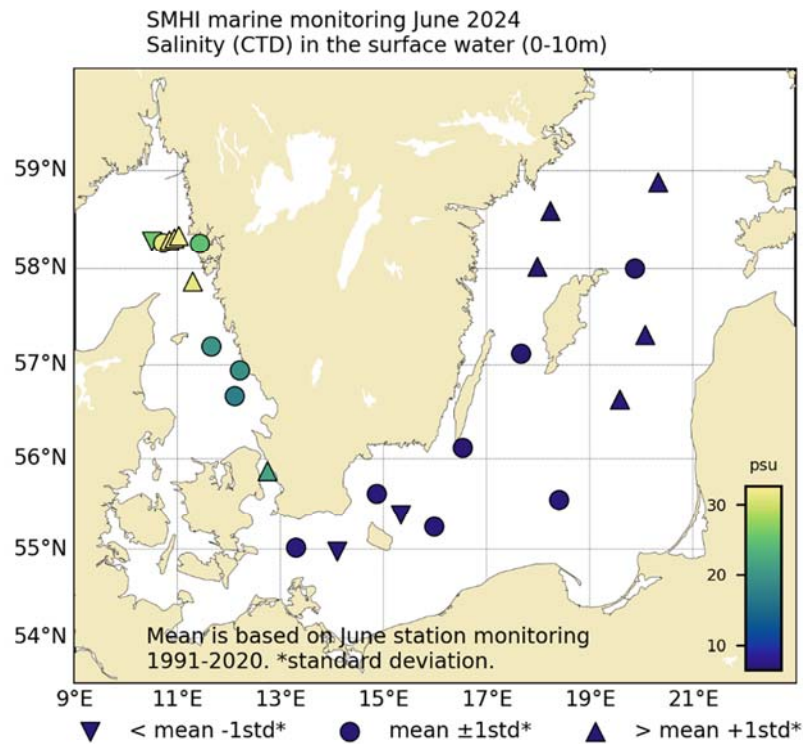 SMHI marine monitoring June 2024
Salinity (CTD) in the surface water (0-10m)
59°N
58°N
57°N
56°N
55°N
54°N
psu
30
20
10
Mean is based on June station monitoring
1991-2020. *standard deviation.
9°E 11°E 13°E 15°E 17°E 19°E 21°E
< mean -1std* mean ±1std* > mean +1std*